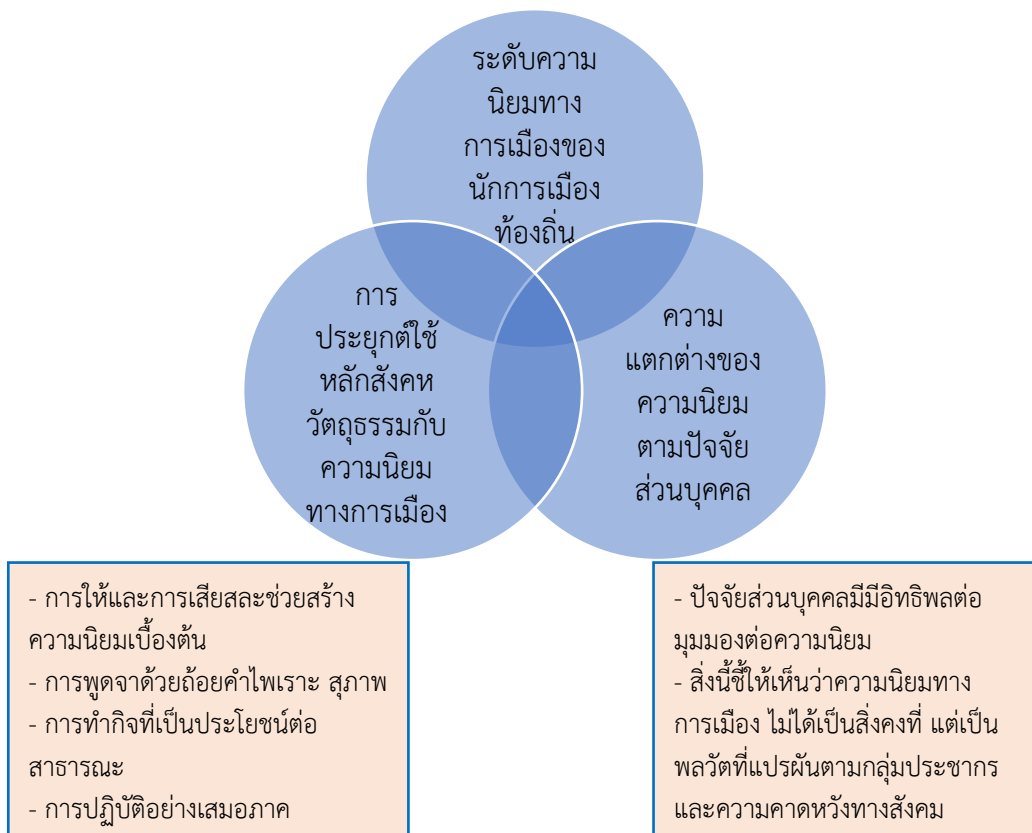 ระดับความ
นิยมทาง
การเมืองของ
นักการเมือง
ท้องถิ่น
การ
ประยุกต์ใช้
หลักสังคห
วัตถุธรรมกับ
ความนิยม
ทางการเมือง
ความ
แตกต่างของ
ความนิยม
ตามปัจจัย
ส่วนบุคคล
- การให้และการเสียสละช่วยสร้าง
ความนิยมเบื้องต้น
- การพูดจาด้วยถ้อยคำไพเราะ สุภาพ
- การทำกิจที่เป็นประโยชน์ต่อ
สาธารณะ
- การปฏิบัติอย่างเสมอภาค
- ปัจจัยส่วนบุคคลมีมีอิทธิพลต่อ
มุมมองต่อความนิยม
- สิ่งนี้ชี้ให้เห็นว่าความนิยมทาง
การเมือง ไม่ได้เป็นสิ่งคงที่ แต่เป็น
พลวัตที่แปรผันตามกลุ่มประชากร
และความคาดหวังทางสังคม